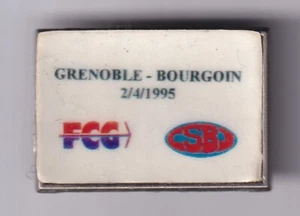 GRENOBLE - BOURGOIN
2/4/1995
FCG CSBJ